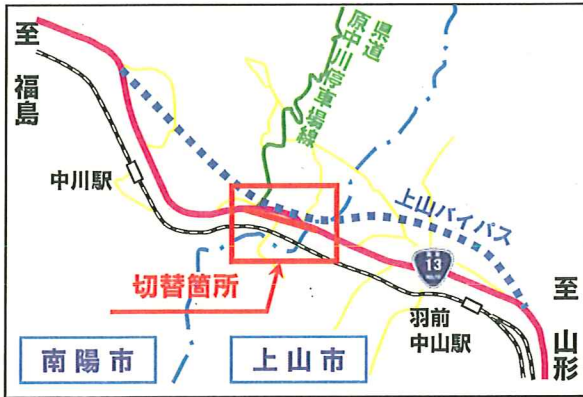 至 福島
県道
原中川停車場線
中川駅
上山バイパス
13
切替箇所
羽前
中山駅
至 山形
南陽市
上山市